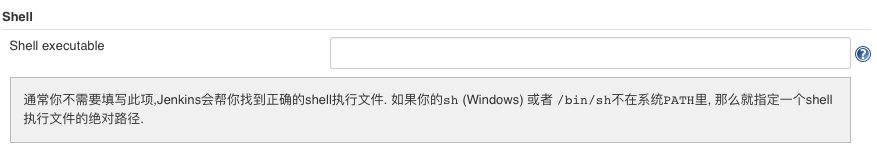 Shell
Shell executable
通常你不需要填写此项,Jenkins会帮你找到正确的shell执行文件. 如果你的sh (Windows) 或者 /bin/sh不在系统PATH里, 那么就指定一个shell
执行文件的绝对路径.